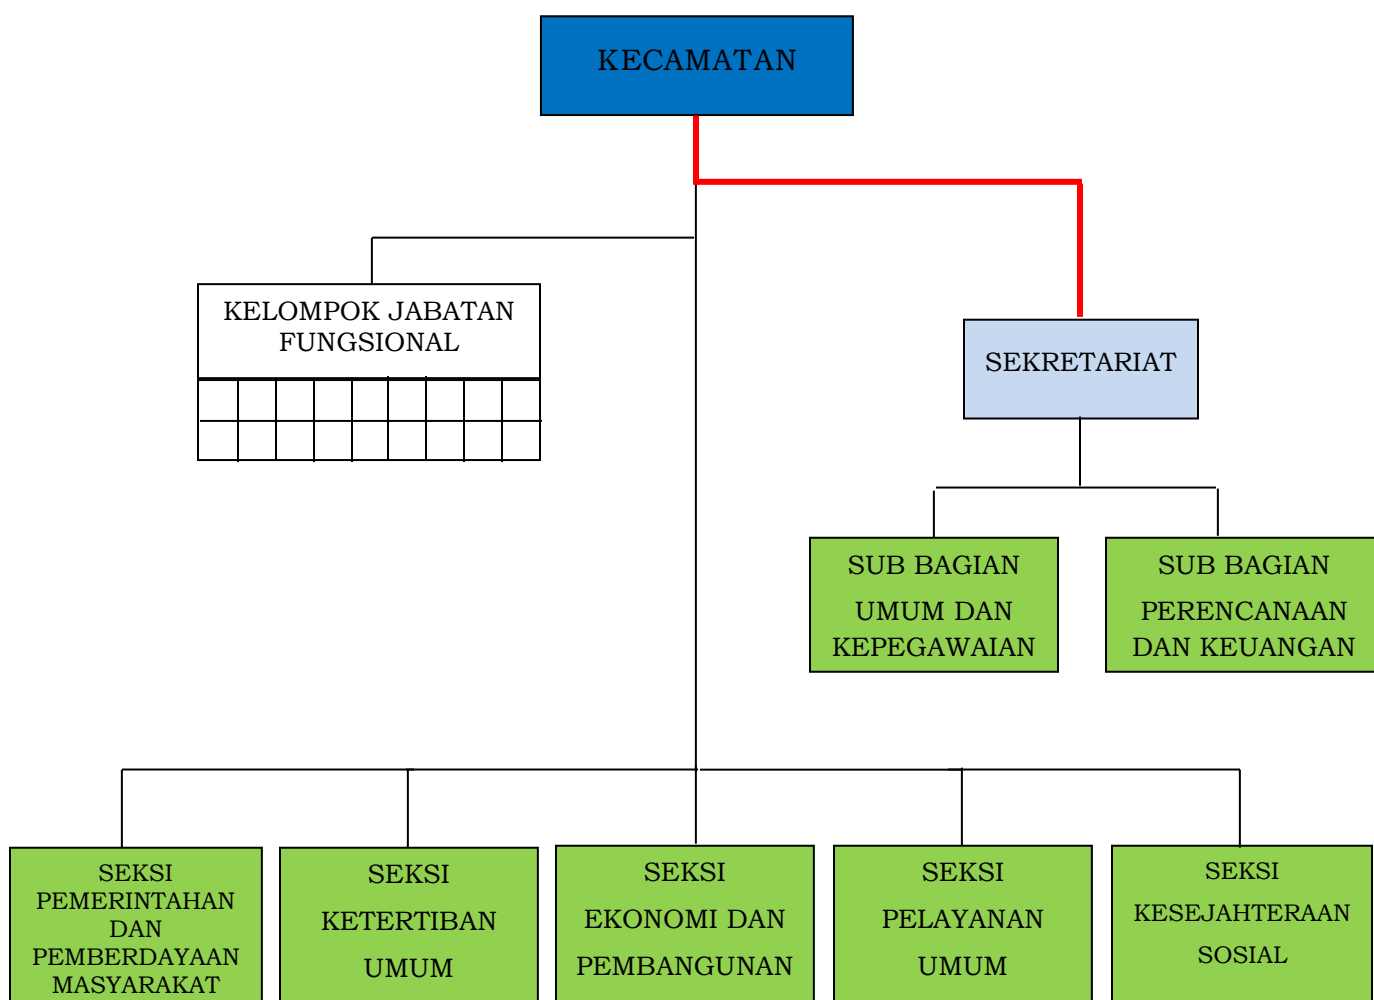 KECAMATAN
KELOMPOK JABATAN
FUNGSIONAL
SEKRETARIAT
SUB BAGIAN
UMUM DAN
KEPEGAWAIAN
SUB BAGIAN
PERENCANAAN
DAN KEUANGAN
SEKSI
PEMERINTAHAN
DAN
PEMBERDAYAAN
MASYARAKAT
SEKSI
KETERTIBAN
UMUM
SEKSI
EKONOMI DAN
PEMBANGUNAN
SEKSI
PELAYANAN
UMUM
SEKSI
KESEJAHTERAAN
SOSIAL